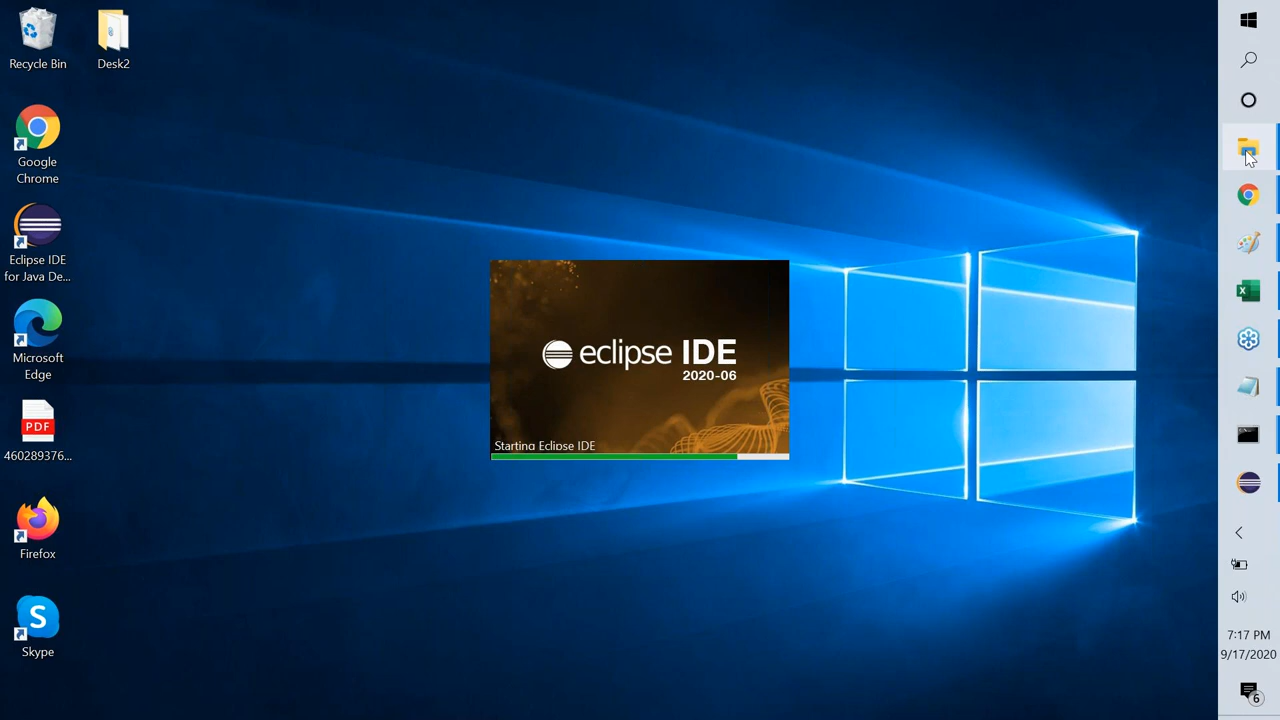 Recycle Bin
Desk2
Google
Chrome
Eclipse IDE
for Java De...
Microsoft
Edge
PDF
460289376...
Firefox
S
Skype
eclipse IDE
2020-06
Starting Eclipse IDE
7:17 PM
9/17/2020
6